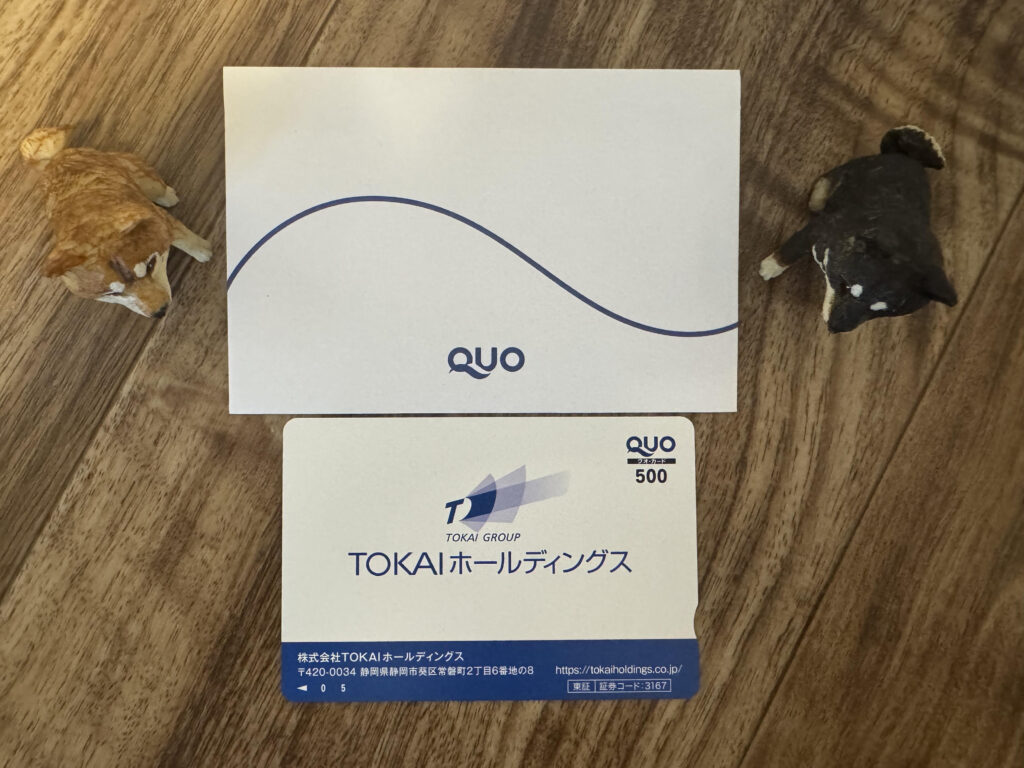 QUO
QUO
クオ・カード
500
T
TOKAI GROUP
TOKAIホールディングス
株式会社TOKAIホールディングス
〒420-0034 静岡県静岡市葵区常磐町2丁目6番地の8
https://tokaiholdings.co.jp/
◀ 0 5
東証 証券コード:3167